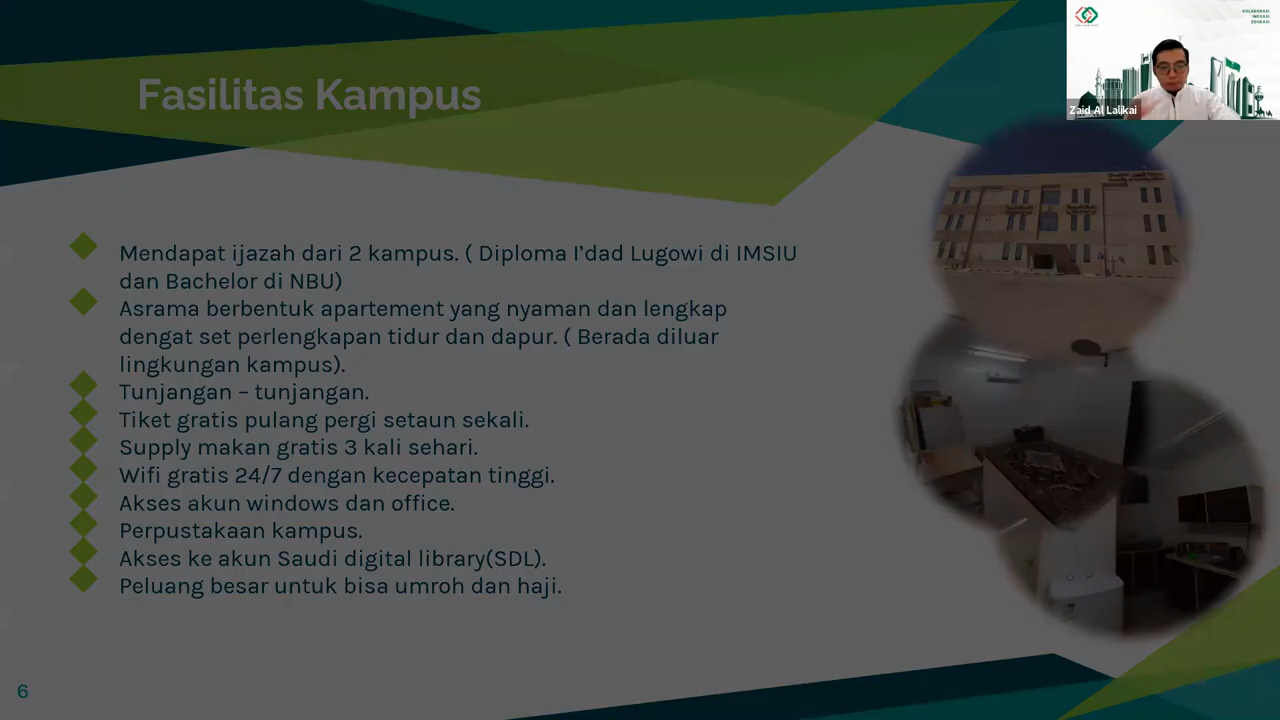 Fasilitas Kampus
Mendapat ijazah dari 2 kampus. ( Diploma I'dad Lugowi di IMSIU
dan Bachelor di NBU)
Asrama berbentuk apartement yang nyaman dan lengkap
dengat set perlengkapan tidur dan dapur. ( Berada diluar
lingkungan kampus).
Tunjangan – tunjangan.
Tiket gratis pulang pergi setaun sekali.
Supply makan gratis 3 kali sehari.
Wifi gratis 24/7 dengan kecepatan tinggi.
Akses akun windows dan office.
Perpustakaan kampus.
Akses ke akun Saudi digital library(SDL).
Peluang besar untuk bisa umroh dan haji.
6
KOLABORASI
INOVASI
EDUKASI
Zaid Al Lalikai